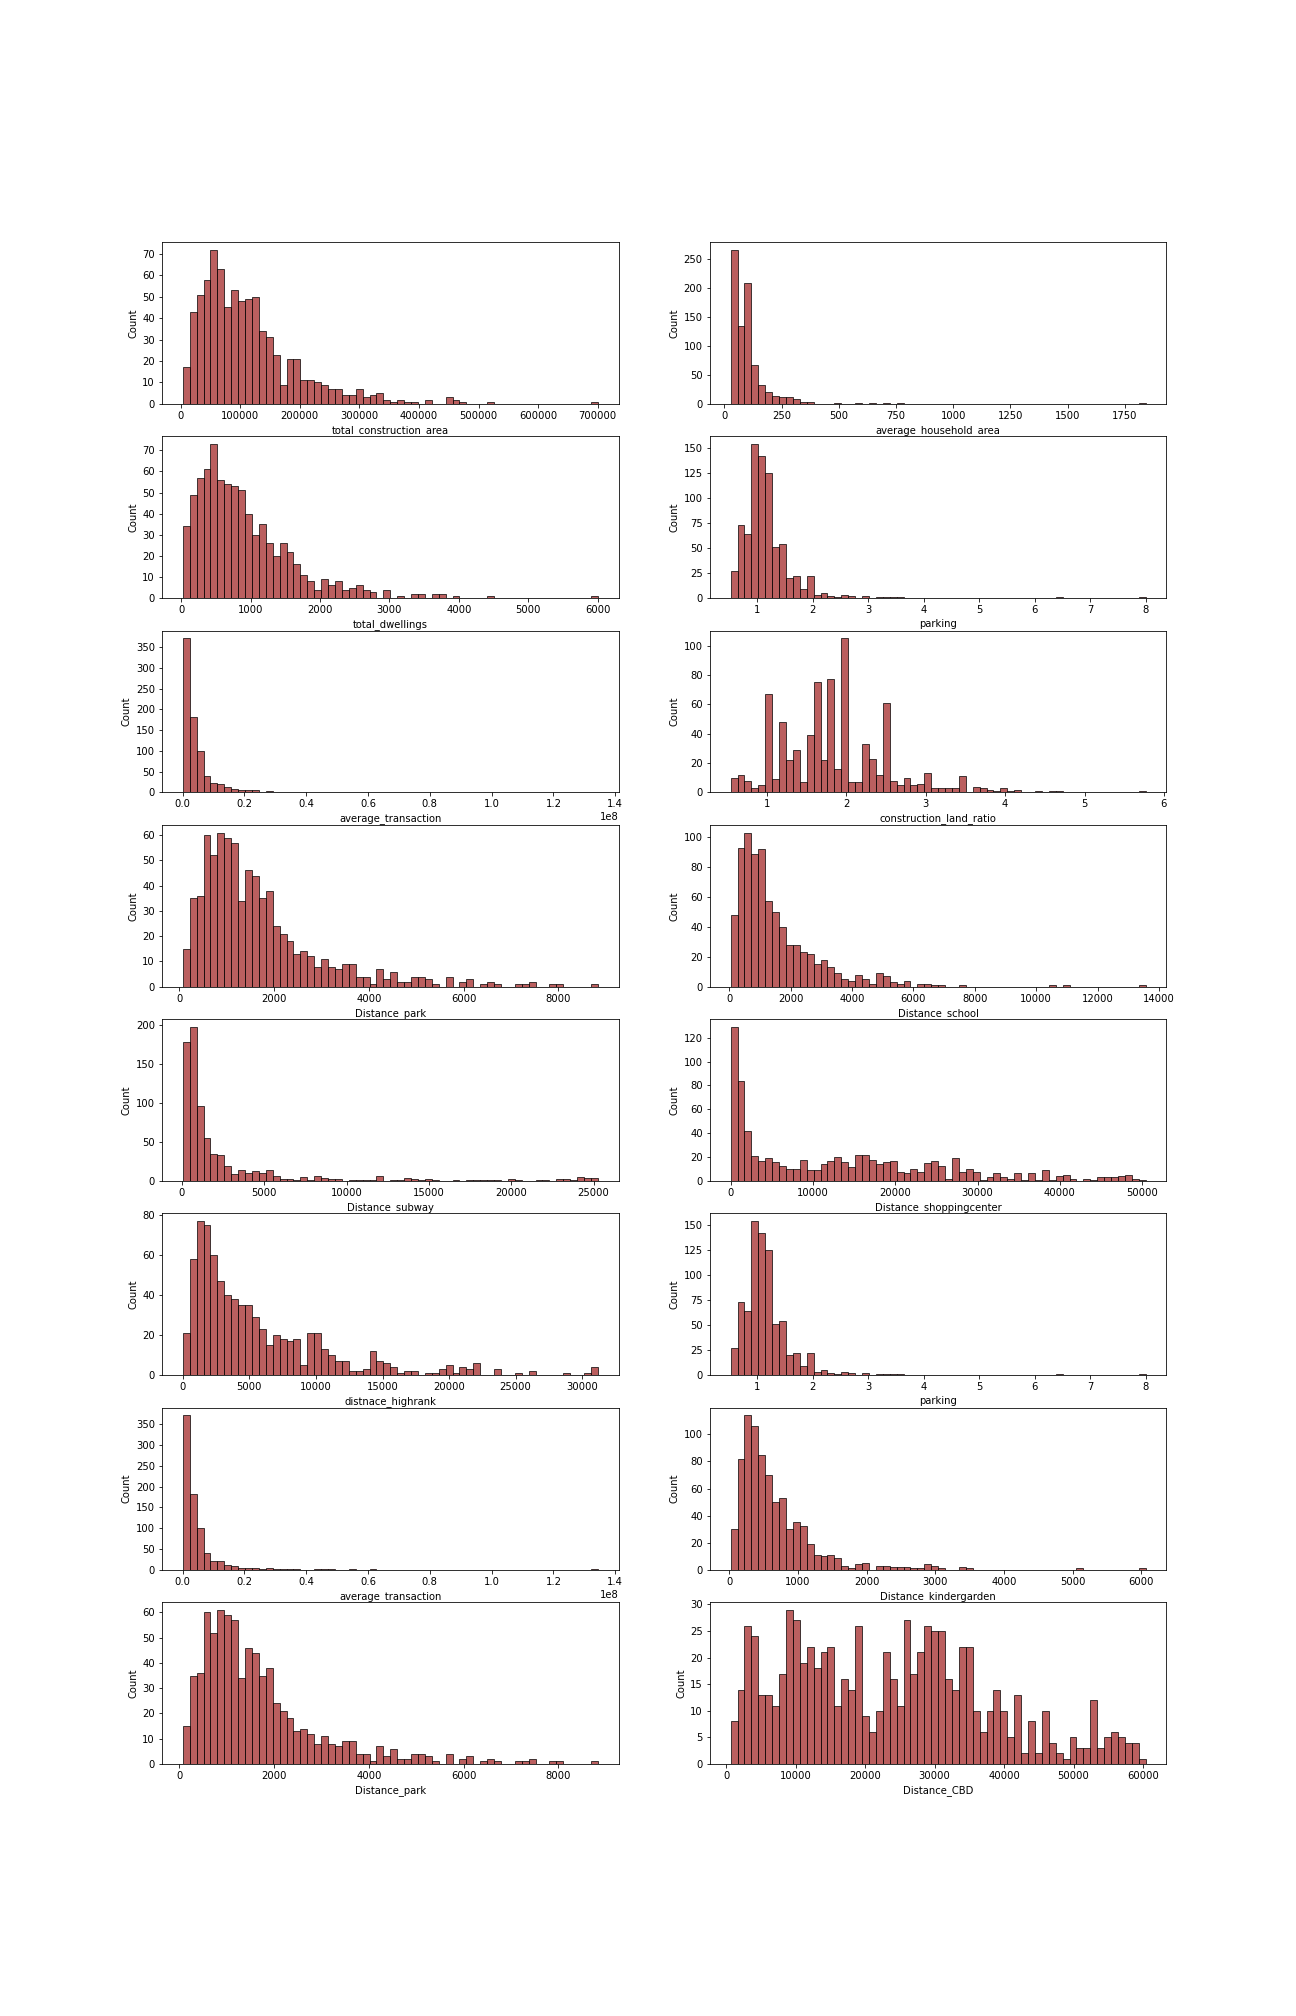 70
60
50
40
30
20
10
0
Count
0 100000 200000 300000 400000 500000 600000 700000
total_construction_area
250
200
150
100
50
0
Count
0 250 500 750 1000 1250 1500 1750
average_household_area
70
60
50
40
30
20
10
0
Count
0 1000 2000 3000 4000 5000 6000
total_dwellings
150
125
100
75
50
25
0
Count
1 2 3 4 5 6 7 8
parking
350
300
250
200
150
100
50
0
Count
0.0 0.2 0.4 0.6 0.8 1.0 1.2 1.4
1e8
average_transaction
100
80
60
40
20
0
Count
1 2 3 4 5 6
construction_land_ratio
60
50
40
30
20
10
0
Count
0 2000 4000 6000 8000
Distance_park
100
80
60
40
20
0
Count
0 2000 4000 6000 8000 10000 12000 14000
Distance_school
200
150
100
50
0
Count
0 5000 10000 15000 20000 25000
Distance_subway
120
100
80
60
40
20
0
Count
0 10000 20000 30000 40000 50000
Distance_shoppingcenter
80
60
40
20
0
Count
0 5000 10000 15000 20000 25000 30000
distnace_highrank
150
125
100
75
50
25
0
Count
1 2 3 4 5 6 7 8
parking
350
300
250
200
150
100
50
0
Count
0.0 0.2 0.4 0.6 0.8 1.0 1.2 1.4
1e8
average_transaction
100
80
60
40
20
0
Count
0 1000 2000 3000 4000 5000 6000
Distance_kindergarden
60
50
40
30
20
10
0
Count
0 2000 4000 6000 8000
Distance_park
30
25
20
15
10
5
0
Count
0 10000 20000 30000 40000 50000 60000
Distance_CBD